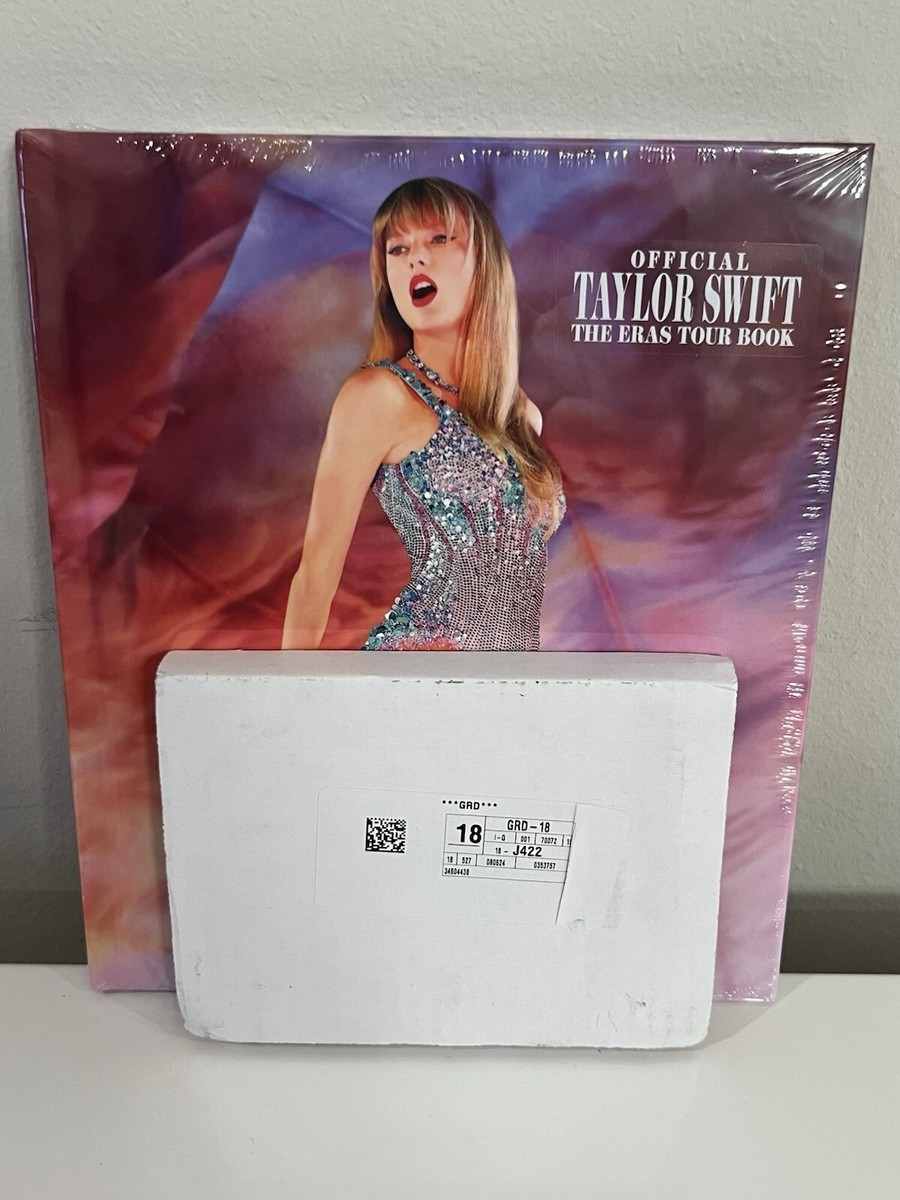 OFFICIAL
TAYLOR SWIFT
THE ERAS TOUR BOOK
***GRD***
18
GRD-18
I-G 001 70072
18 - J422
18 527 080624 0353757
34604438